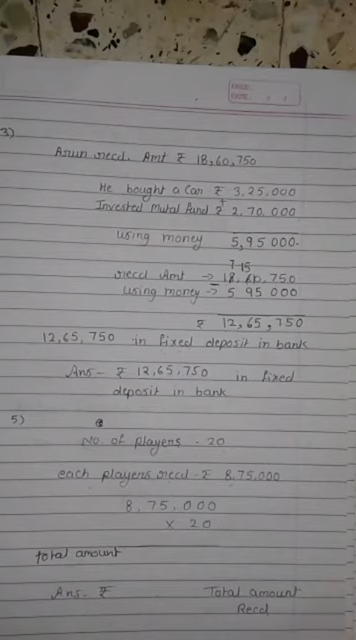 3)
Arun recd. Amt ₹ 18,60,750
He bought a Car ₹ 3,25,000
Invested Mutal Fund ₹ + 2,70,000
using money 5,95 000.
7 15
recd Amt → 18,60,750
using money → - 5 95 000
₹ 12,65,750
12,65,750 in fixed deposit in bank
Ans - ₹ 12,65,750 in fixed
deposit in bank
5)
No. of players - 20
each players recd - ₹ 8,75,000
8,75,000
x 20
total amount
Ans. ₹ Total amount
Recd